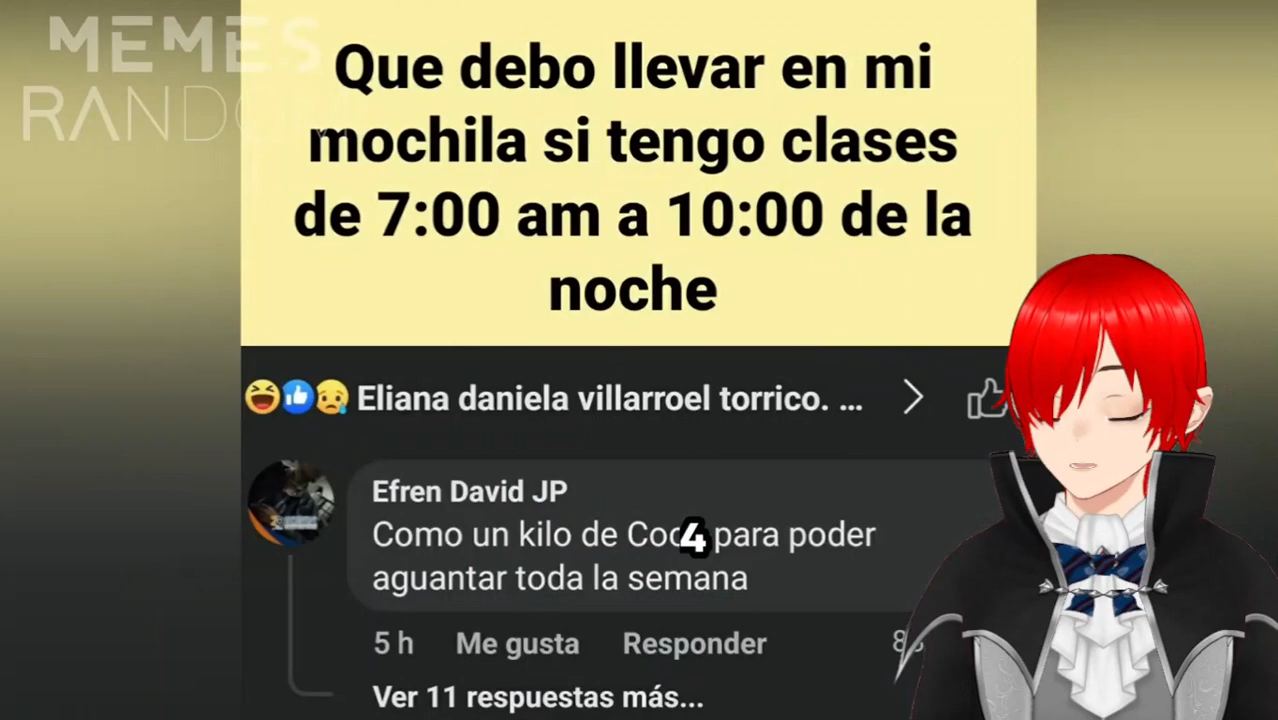 MEMES
RANDOM
Que debo llevar en mi
mochila si tengo clases
de 7:00 am a 10:00 de la
noche
Eliana daniela villarroel torrico. ...
Efren David JP
Como un kilo de Coc4 para poder
aguantar toda la semana
5 h Me gusta Responder
Ver 11 respuestas más...